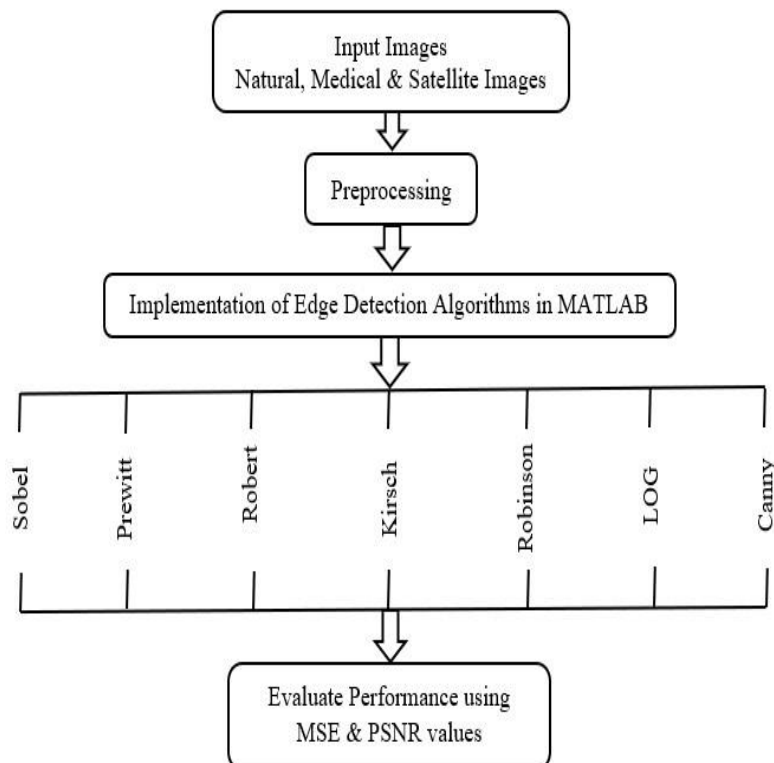 Input Images
Natural, Medical & Satellite Images
Preprocessing
Implementation of Edge Detection Algorithms in MATLAB
Sobel
Prewitt
Robert
Kirsch
Robinson
LOG
Canny
Evaluate Performance using
MSE & PSNR values